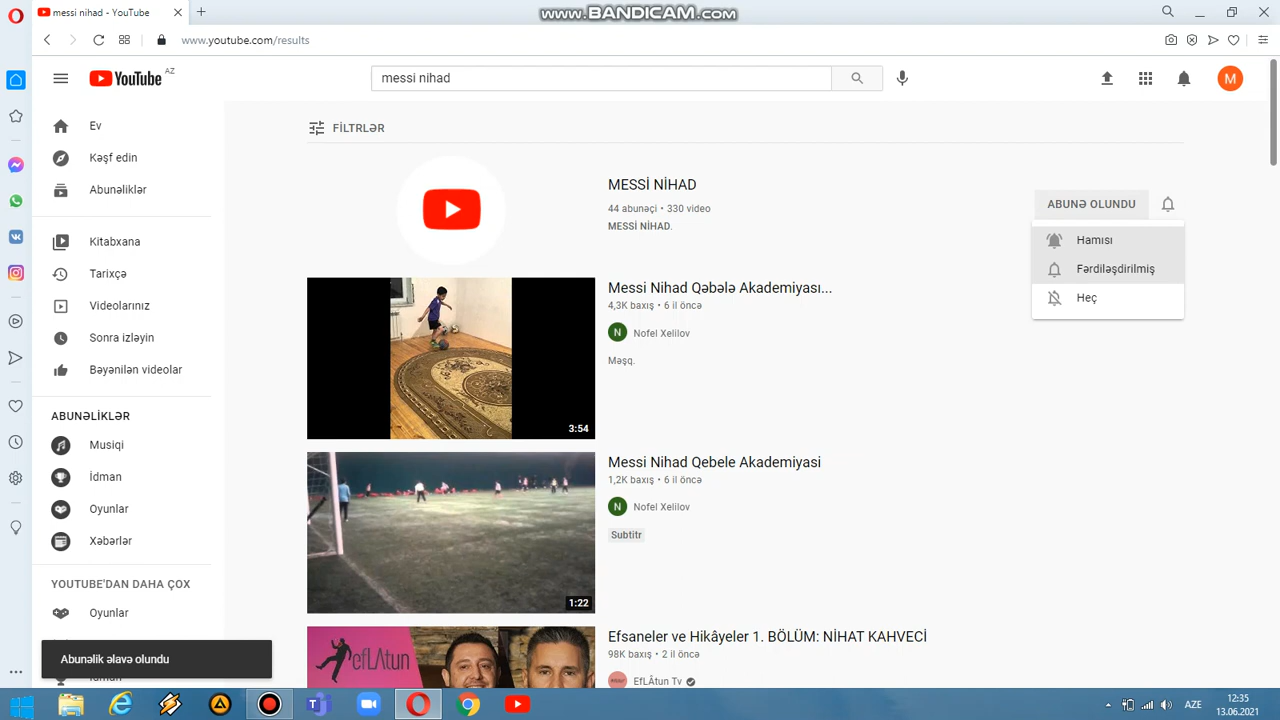 messi nihad - YouTube
www.BANDICAM.com
www.youtube.com/results
YouTube AZ
messi nihad
M
Ev
Kəşf edin
Abunəliklər
Kitabxana
Tarixçə
Videolarınız
Sonra izləyin
Bəyənilən videolar
ABUNƏLİKLƏR
Musiqi
İdman
Oyunlar
Xəbərlər
YOUTUBE'DAN DAHA ÇOX
Oyunlar
Abunəlik əlavə olundu
FİLTRLƏR
MESSİ NİHAD
44 abunəçi • 330 video
MESSİ NİHAD.
ABUNƏ OLUNDU
Hamısı
Fərdiləşdirilmiş
Heç
3:54
Messi Nihad Qəbələ Akademiyası...
4,3K baxış • 6 il öncə
N Nofel Xelilov
Məşq.
1:22
Messi Nihad Qebele Akademiyasi
1,2K baxış • 6 il öncə
N Nofel Xelilov
Subtitr
efLAtun
Efsaneler ve Hikâyeler 1. BÖLÜM: NİHAT KAHVECİ
98K baxış • 2 il öncə
EfLÂtun Tv
AZE
12:35
13.06.2021